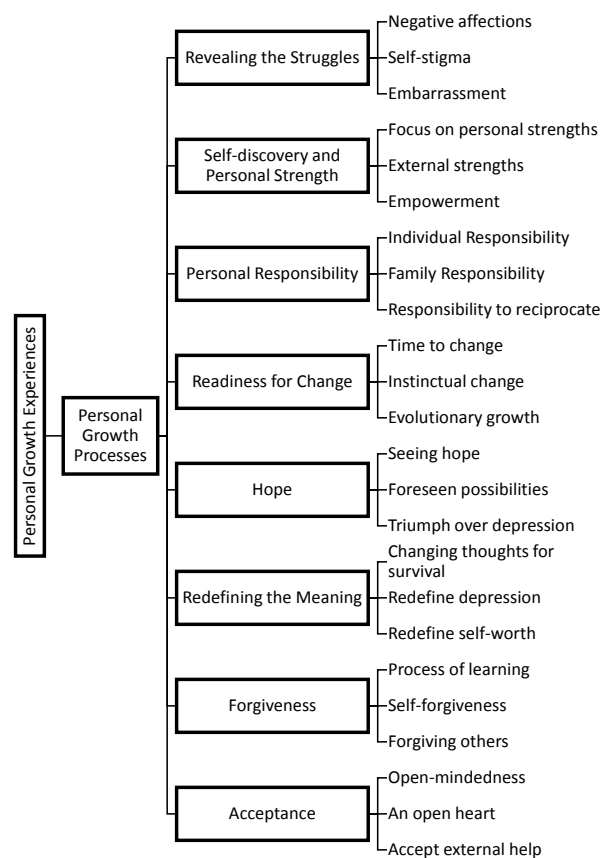 Personal Growth Experiences
Personal
Growth
Processes
Revealing the Struggles
Negative affections
Self-stigma
Embarrassment
Self-discovery and
Personal Strength
Focus on personal strengths
External strengths
Empowerment
Personal Responsibility
Individual Responsibility
Family Responsibility
Responsibility to reciprocate
Readiness for Change
Time to change
Instinctual change
Evolutionary growth
Hope
Seeing hope
Foreseen possibilities
Triumph over depression
Redefining the Meaning
Changing thoughts for
survival
Redefine depression
Redefine self-worth
Forgiveness
Process of learning
Self-forgiveness
Forgiving others
Acceptance
Open-mindedness
An open heart
Accept external help